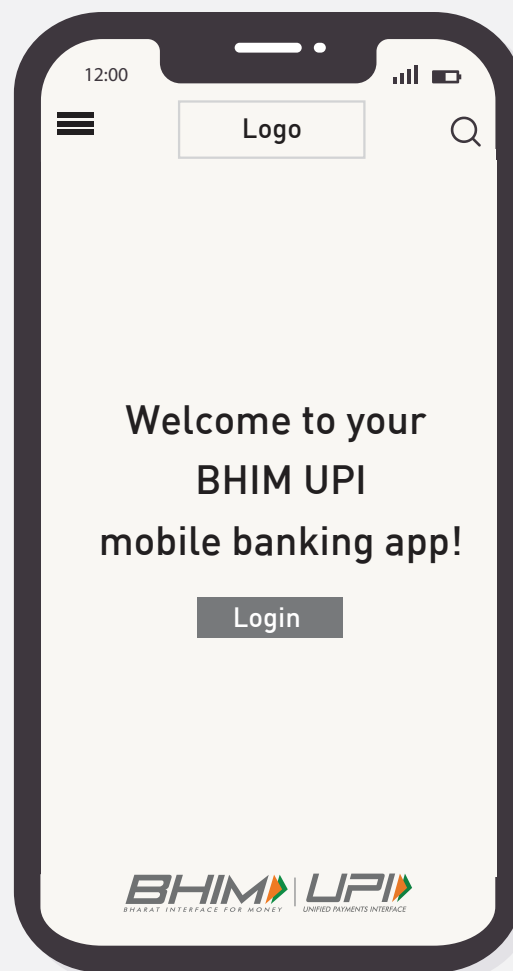 12:00
Logo
Welcome to your
BHIM UPI
mobile banking app!
Login
BHIM UPI
BHARAT INTERFACE FOR MONEY UNIFIED PAYMENTS INTERFACE